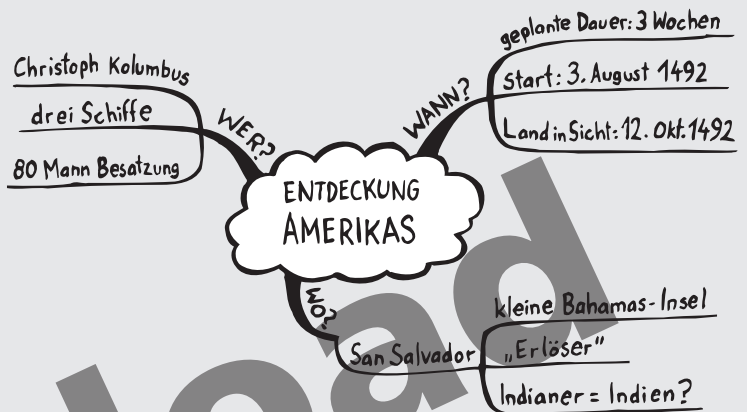 Christoph Kolumbus
drei Schiffe
80 Mann Besatzung
WER?
ENTDECKUNG
AMERIKAS
WANN?
geplante Dauer: 3 Wochen
Start: 3. August 1492
Land in Sicht: 12. Okt. 1492
WO?
San Salvador
kleine Bahamas-Insel
„Erlöser“
Indianer = Indien?
load